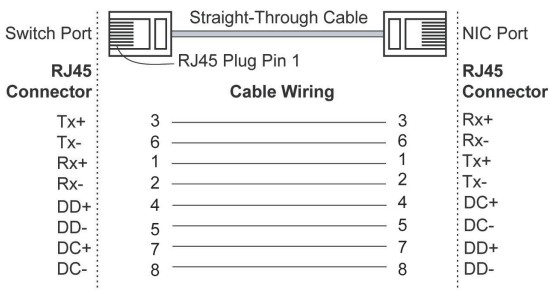 Straight-Through Cable
Switch Port NIC Port
RJ45 Plug Pin 1
RJ45 RJ45
Connector Cable Wiring Connector
Tx+ 3 3 Rx+
Tx- 6 6 Rx-
Rx+ 1 1 Tx+
Rx- 2 2 Tx-
DD+ 4 4 DC+
DD- 5 5 DC-
DC+ 7 7 DD+
DC- 8 8 DD-